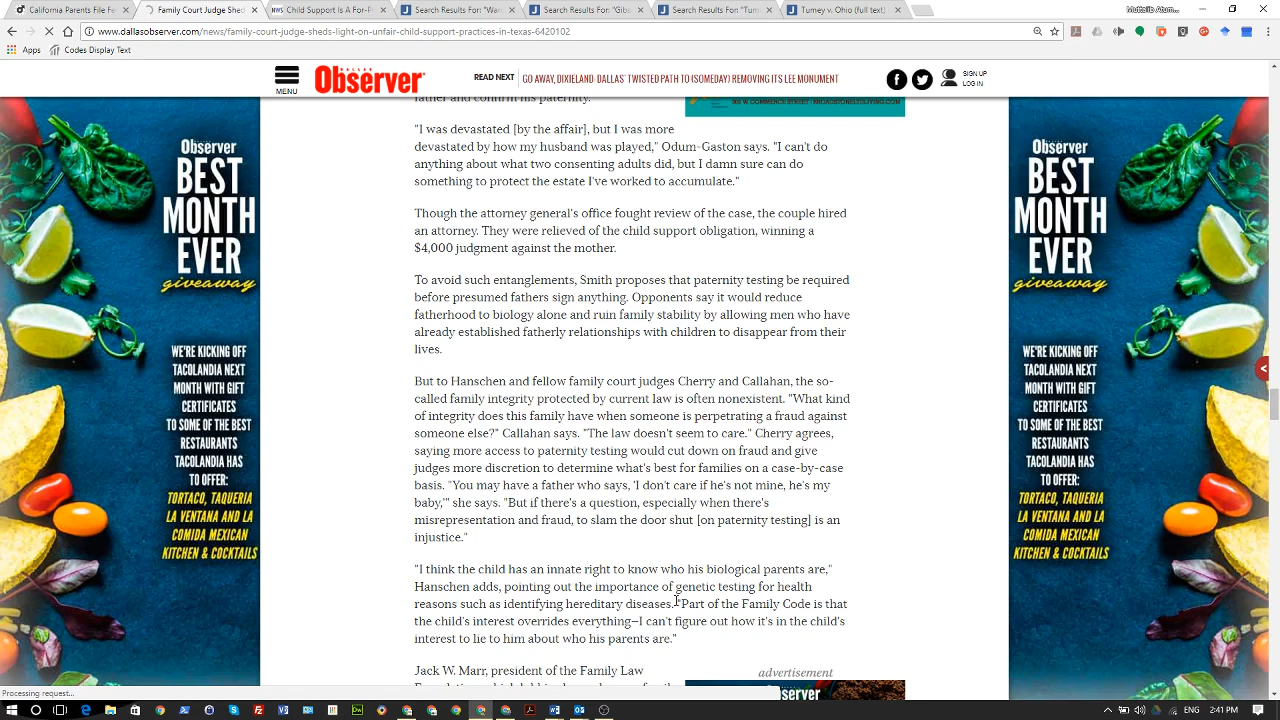 California Parents File Fe
Family Court Judge Shed
Child Support Is A For-P
Search Results For: "Wa
Search Results For: "Gib
Search Results For: "Tum
Tumey v. Ohio (full text)
www.dallasobserver.com/news/family-court-judge-sheds-light-on-unfair-child-support-practices-in-texas-6420102
Apps
Codes Display Text
MENU
DALLAS
Observer
READ NEXT
GO AWAY, DIXIELAND: DALLAS' TWISTED PATH TO (SOMEDAY) REMOVING ITS LEE MONUMENT
SIGN UP
LOG IN
father and confirm his paternity.
"I was devastated [by the affair], but I was more
devastated by how my husband was played," Odum-Gaston says. "I can't do
anything about what two consenting adults did, but I damn sure can do
something to protect the estate I've worked to accumulate."
Though the attorney general's office fought review of the case, the couple hired
an attorney. They were relieved of the child support obligation, winning a
$4,000 judgment against the mother.
To avoid such entanglements, Smith proposes that paternity testing be required
before presumed fathers sign anything. Opponents say it would reduce
fatherhood to biology alone and ruin family stability by allowing men who have
already established fatherly relationships with children to disappear from their
lives.
But to Hanschen and fellow family court judges Cherry and Callahan, the so-
called family integrity protected by current law is often nonexistent. "What kind
of integrity does this family have when someone is perpetrating a fraud against
someone else?" Callahan says. "The law doesn't seem to care." Cherry agrees,
saying more access to paternity testing would cut down on fraud and give
judges more discretion to determine what's best for families on a case-by-case
basis. "You may have a father who says, 'I don't care if he's not mine, he's my
baby,'" she says. "But if there's a question, especially when there's
misrepresentation and fraud, to slam the door shut [on paternity testing] is an
injustice."
"I think the child has an innate right to know who his biological parents are,"
Hanschen adds, pointing out the importance of genetic testing for health
reasons such as identifying hereditary diseases. "Part of the Family Code is that
the child's interest overrides everything—I can't figure out how it's in the child's
interest to lie to him about who his parents are."
Jack W. Marr, president of the Family Law
advertisement
Observer
Observer
BEST
MONTH
EVER
giveaway
WE'RE KICKING OFF
TACOLANDIA NEXT
MONTH WITH GIFT
CERTIFICATES
TO SOME OF THE BEST
RESTAURANTS
TACOLANDIA HAS
TO OFFER:
TORTACO, TAQUERIA
LA VENTANA AND LA
COMIDA MEXICAN
KITCHEN & COCKTAILS
Observer
BEST
MONTH
EVER
giveaway
WE'RE KICKING OFF
TACOLANDIA NEXT
MONTH WITH GIFT
CERTIFICATES
TO SOME OF THE BEST
RESTAURANTS
TACOLANDIA HAS
TO OFFER:
TORTACO, TAQUERIA
LA VENTANA AND LA
COMIDA MEXICAN
KITCHEN & COCKTAILS
Processing request...
2:41 PM